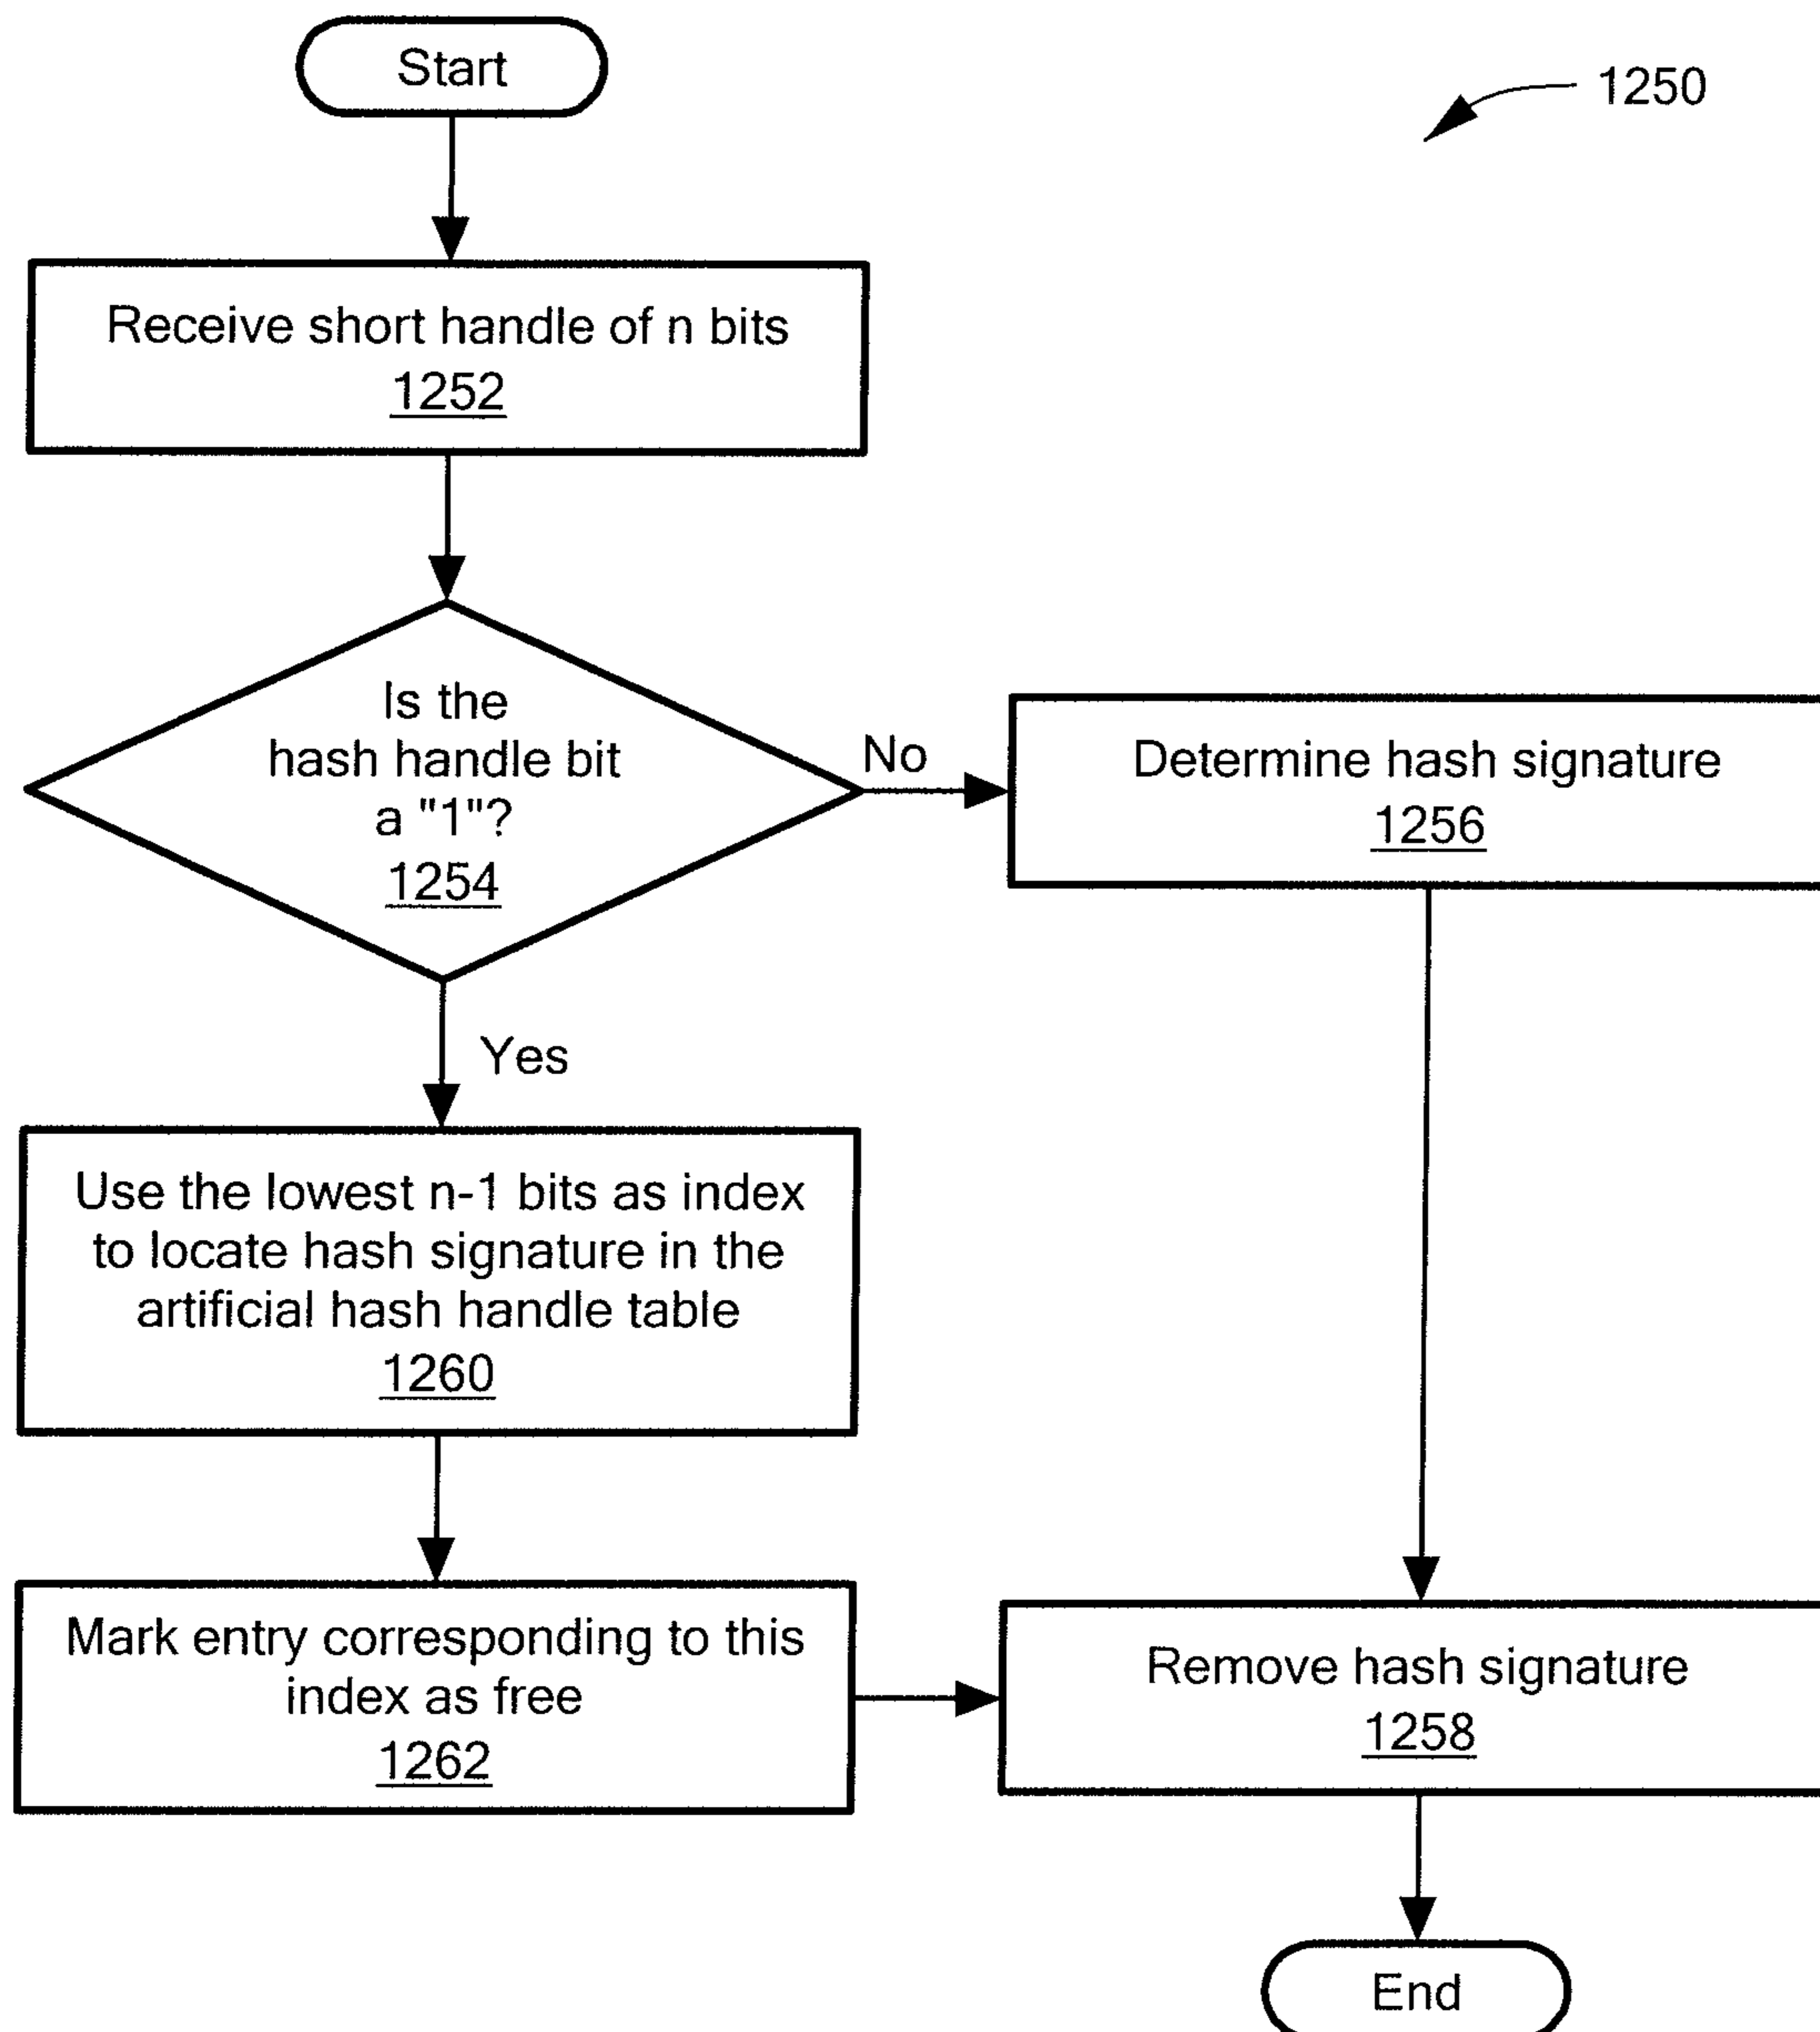 Start
1250
Receive short handle of n bits
1252
Is the
hash handle bit
a "1"?
1254
No
Determine hash signature
1256
Yes
Use the lowest n-1 bits as index
to locate hash signature in the
artificial hash handle table
1260
Mark entry corresponding to this
index as free
1262
Remove hash signature
1258
End